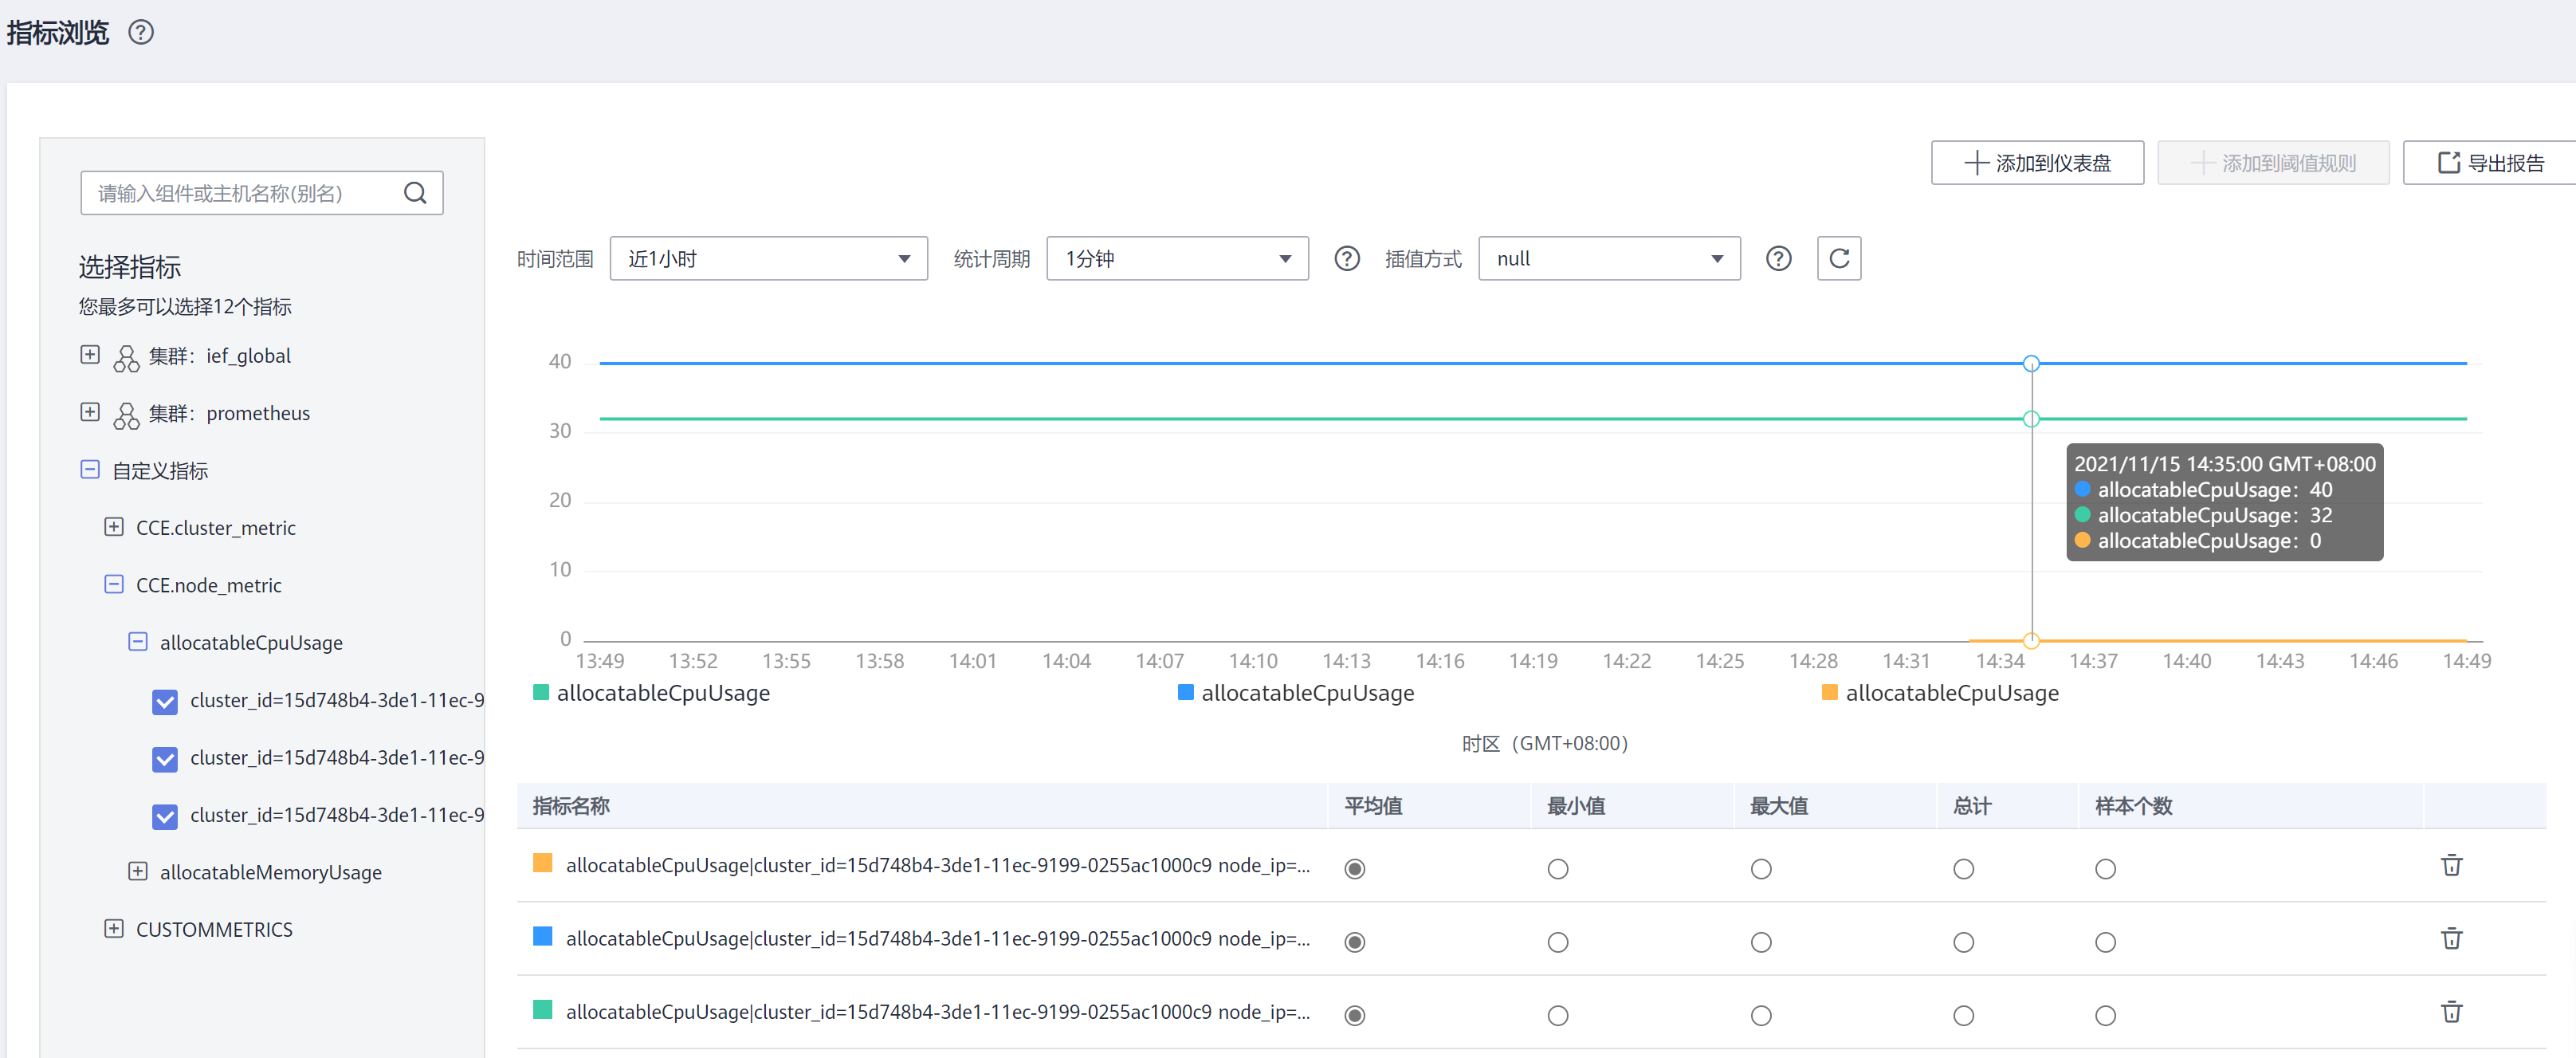 指标浏览
添加到仪表盘
添加到阈值规则
导出报告
请输入组件或主机名称(别名)
选择指标
您最多可以选择12个指标
集群：ief_global
集群：prometheus
自定义指标
CCE.cluster_metric
CCE.node_metric
allocatableCpuUsage
cluster_id=15d748b4-3de1-11ec-9
cluster_id=15d748b4-3de1-11ec-9
cluster_id=15d748b4-3de1-11ec-9
allocatableMemoryUsage
CUSTOMMETRICS
时间范围 近1小时 统计周期 1分钟 插值方式 null
40
30
20
10
0
2021/11/15 14:35:00 GMT+08:00
allocatableCpuUsage：40
allocatableCpuUsage：32
allocatableCpuUsage：0
13:49 13:52 13:55 13:58 14:01 14:04 14:07 14:10 14:13 14:16 14:19 14:22 14:25 14:28 14:31 14:34 14:37 14:40 14:43 14:46 14:49
allocatableCpuUsage allocatableCpuUsage allocatableCpuUsage
时区（GMT+08:00）
指标名称 平均值 最小值 最大值 总计 样本个数
allocatableCpuUsage|cluster_id=15d748b4-3de1-11ec-9199-0255ac1000c9 node_ip=...
allocatableCpuUsage|cluster_id=15d748b4-3de1-11ec-9199-0255ac1000c9 node_ip=...
allocatableCpuUsage|cluster_id=15d748b4-3de1-11ec-9199-0255ac1000c9 node_ip=...